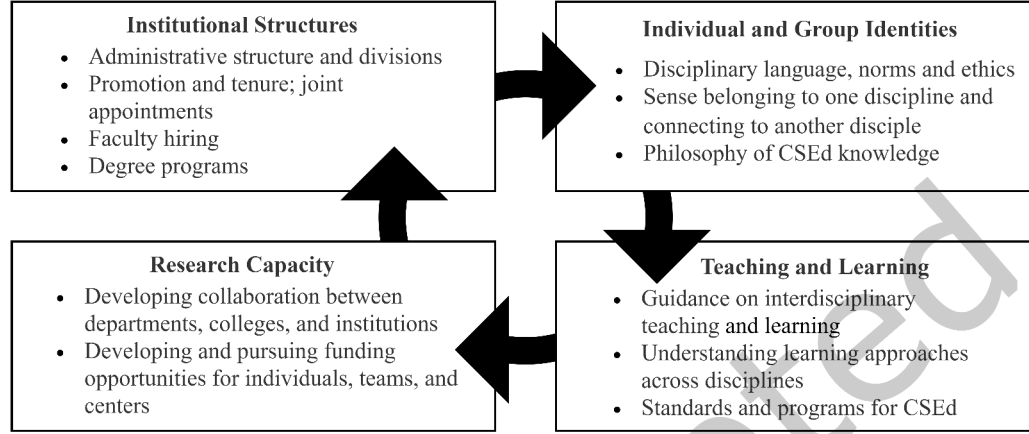 Institutional Structures
• Administrative structure and divisions
• Promotion and tenure; joint
appointments
• Faculty hiring
• Degree programs
Individual and Group Identities
• Disciplinary language, norms and ethics
• Sense belonging to one discipline and
connecting to another disciple
• Philosophy of CSEd knowledge
Research Capacity
• Developing collaboration between
departments, colleges, and institutions
• Developing and pursuing funding
opportunities for individuals, teams, and
centers
Teaching and Learning
• Guidance on interdisciplinary
teaching and learning
• Understanding learning approaches
across disciplines
• Standards and programs for CSEd